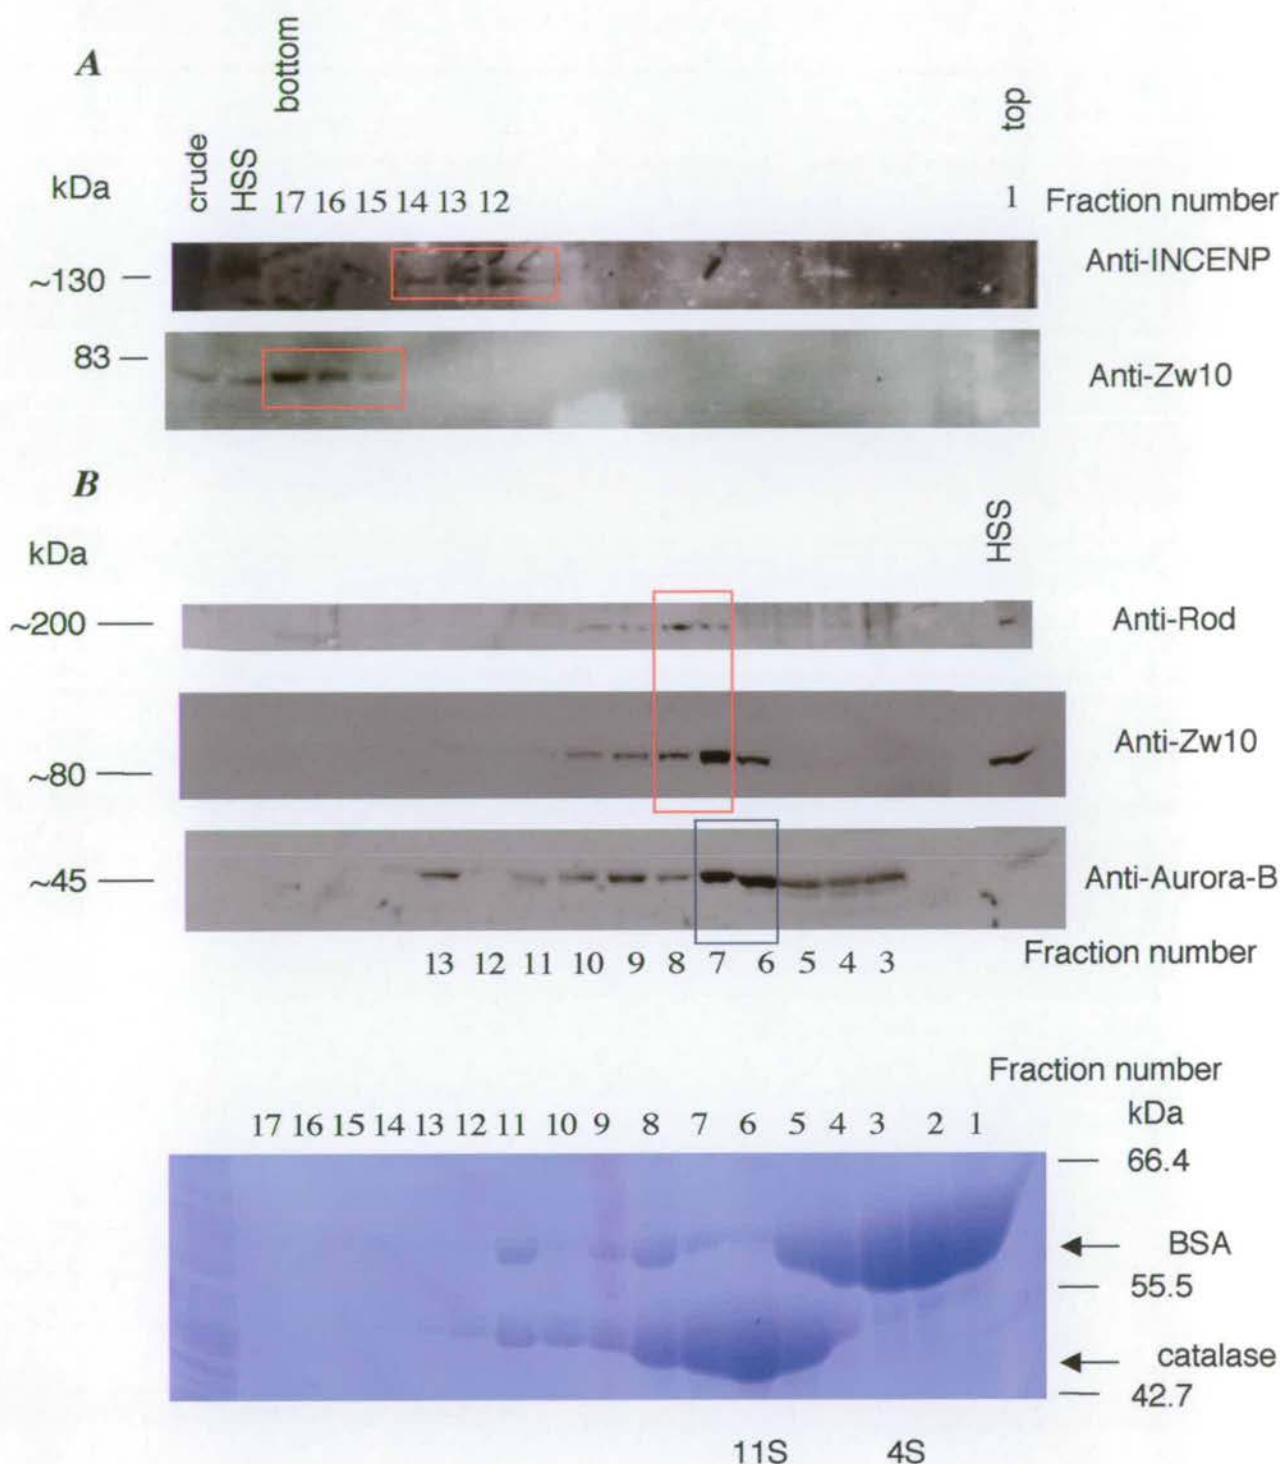 A
bottom
top
crude
HSS
kDa
17 16 15 14 13 12
1 Fraction number
~130
Anti-INCENP
83
Anti-Zw10
B
HSS
kDa
~200
Anti-Rod
Anti-Zw10
~80
~45
Anti-Aurora-B
13 12 11 10 9 8 7 6 5 4 3
Fraction number
Fraction number
17 16 15 14 13 12 11 10 9 8 7 6 5 4 3 2 1 kDa
66.4
BSA
55.5
catalase
42.7
11S 4S